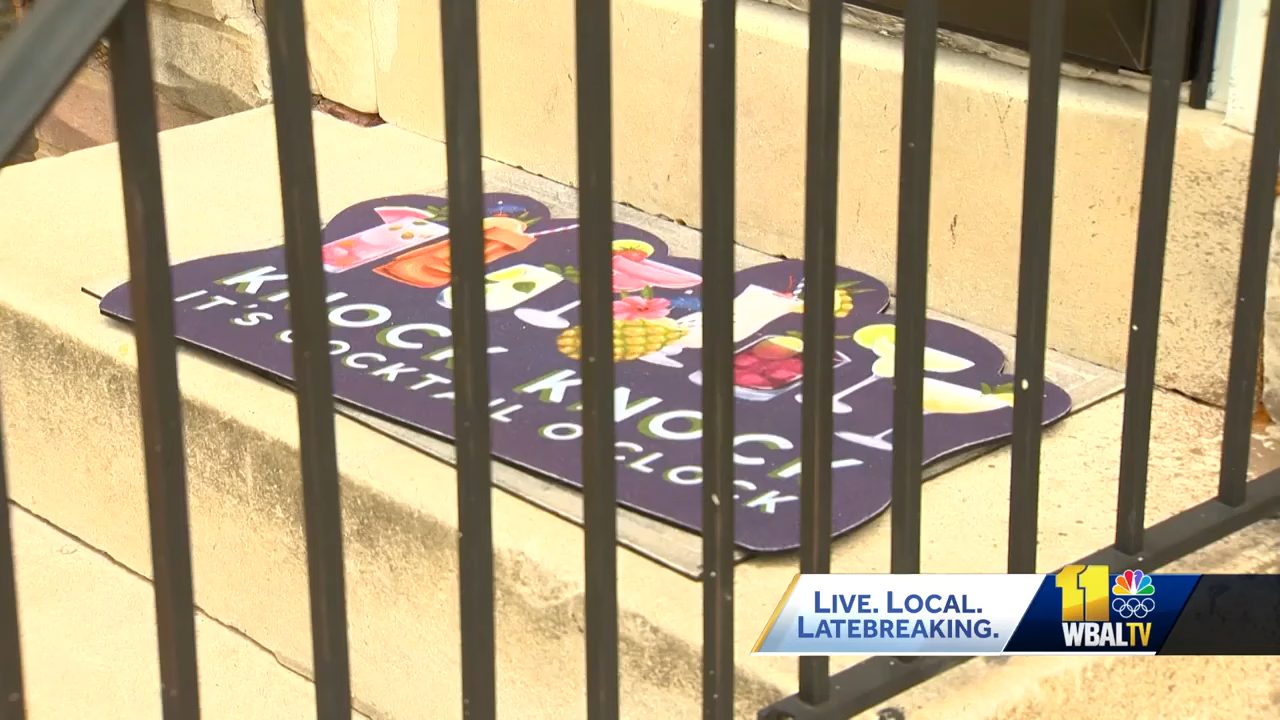 KNOCK KNOCK
IT'S COCKTAIL O'CLOCK
LIVE. LOCAL.
LATEBREAKING.
11
WBALTV